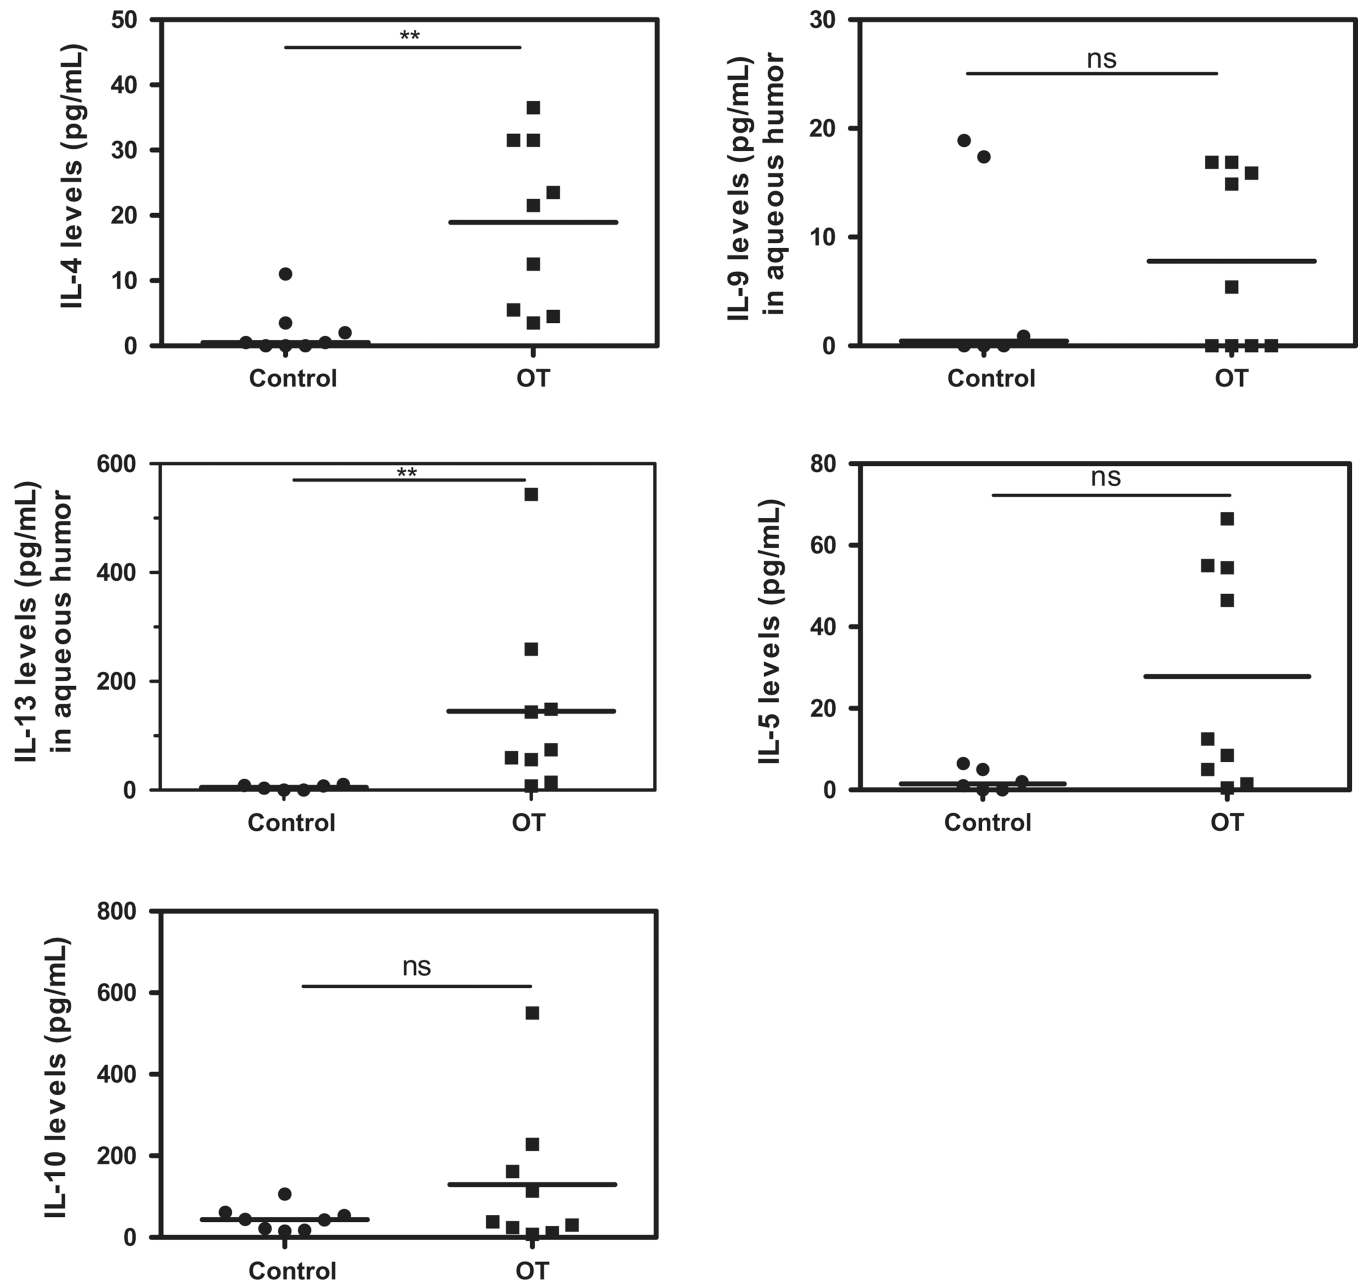 IL-4 levels (pg/mL)
50
40
30
20
10
0
**
Control
OT
IL-9 levels (pg/mL)
in aqueous humor
30
20
10
0
ns
Control
OT
IL-13 levels (pg/mL)
in aqueous humor
600
400
200
0
**
Control
OT
IL-5 levels (pg/mL)
80
60
40
20
0
ns
Control
OT
IL-10 levels (pg/mL)
800
600
400
200
0
ns
Control
OT